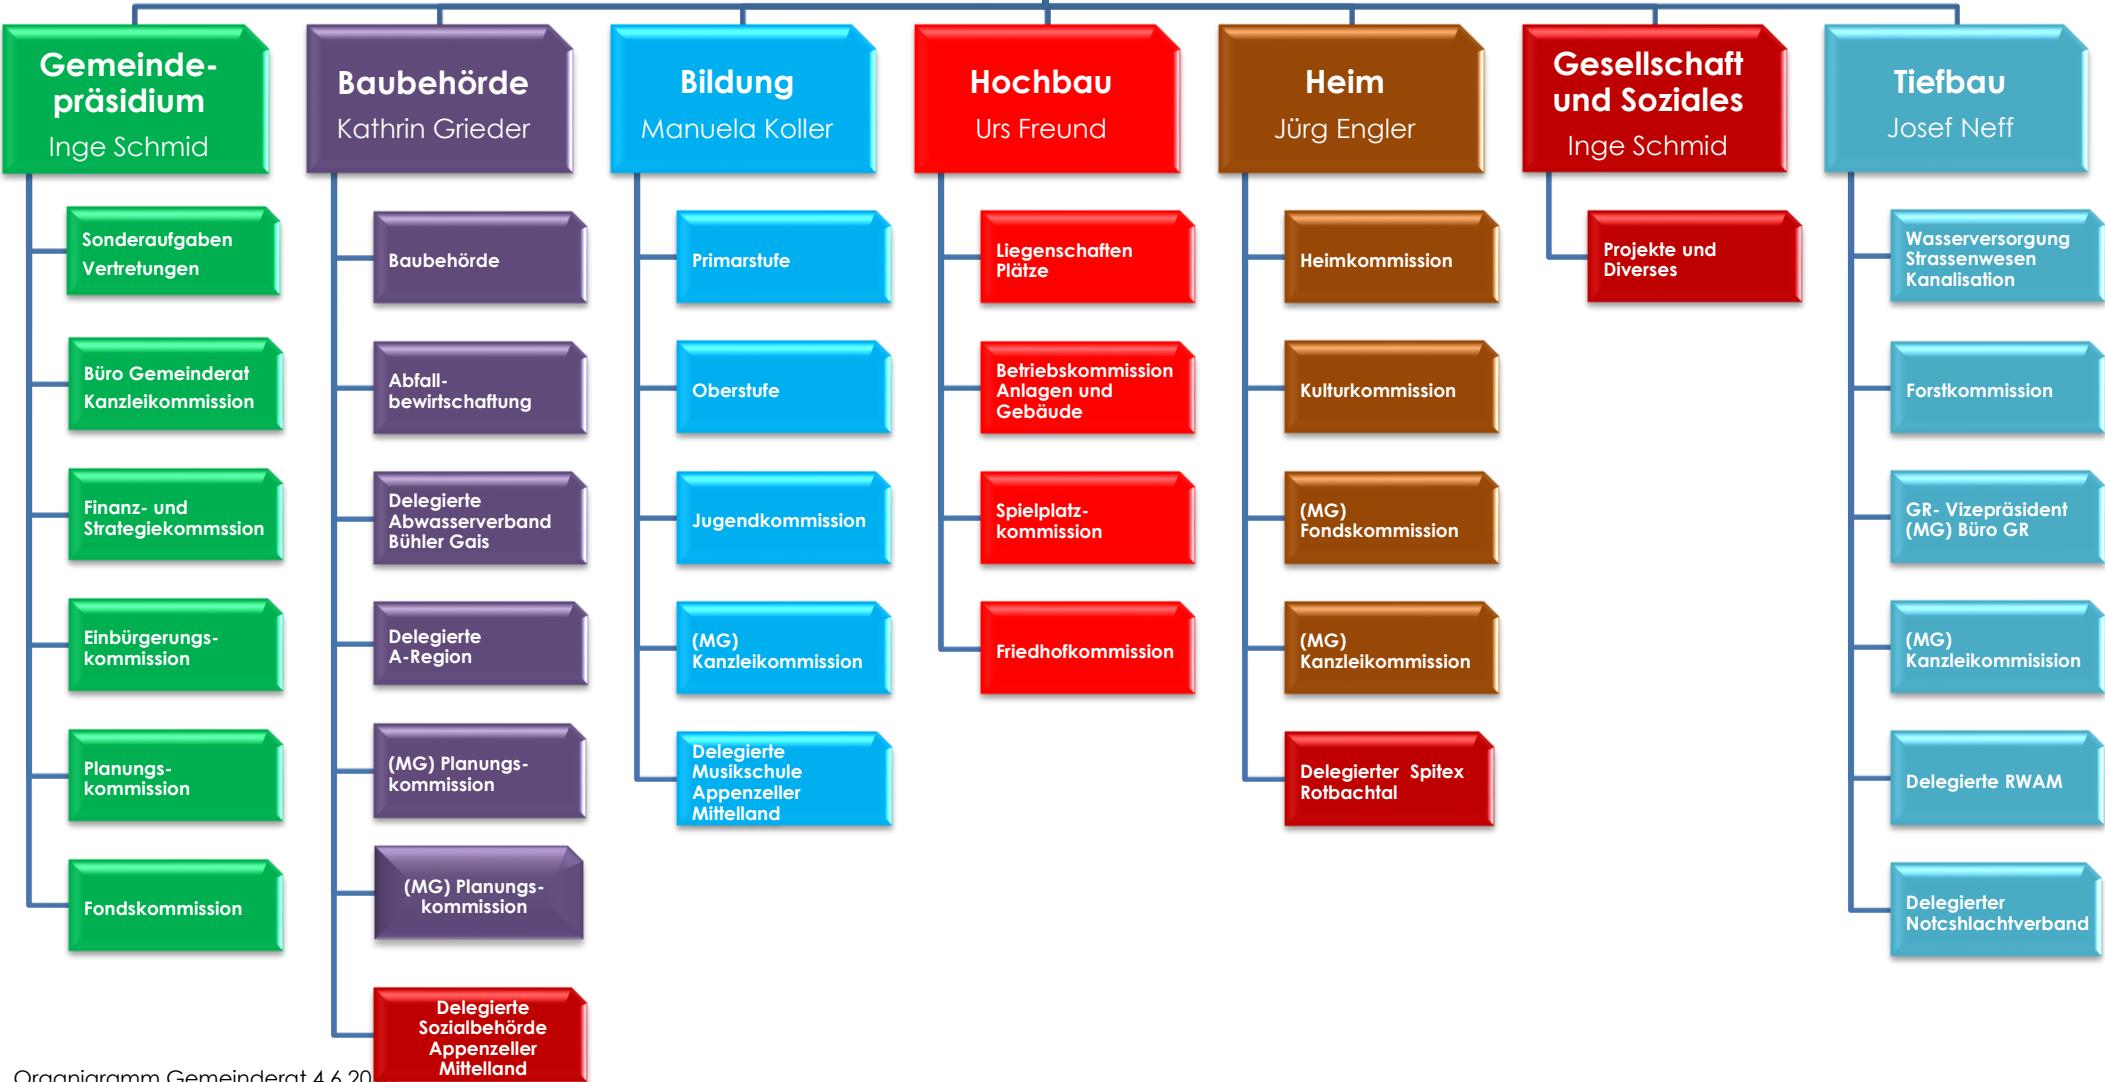 Gemeinde-
präsidium
Inge Schmid
Sonderaufgaben
Vertretungen
Büro Gemeinderat
Kanzleikommission
Finanz- und
Strategiekommssion
Einbürgerungs-
kommission
Planungs-
kommission
Fondskommission
Baubehörde
Kathrin Grieder
Baubehörde
Abfall-
bewirtschaftung
Delegierte
Abwasserverband
Bühler Gais
Delegierte
A-Region
(MG) Planungs-
kommission
(MG) Planungs-
kommission
Delegierte
Sozialbehörde
Appenzeller
Mittelland
Bildung
Manuela Koller
Primarstufe
Oberstufe
Jugendkommission
(MG)
Kanzleikommission
Delegierte
Musikschule
Appenzeller
Mittelland
Hochbau
Urs Freund
Liegenschaften
Plätze
Betriebskommission
Anlagen und
Gebäude
Spielplatz-
kommission
Friedhofkommission
Heim
Jürg Engler
Heimkommission
Kulturkommission
(MG)
Fondskommission
(MG)
Kanzleikommission
Delegierter Spitex
Rotbachtal
Gesellschaft
und Soziales
Inge Schmid
Projekte und
Diverses
Tiefbau
Josef Neff
Wasserversorgung
Strassenwesen
Kanalisation
Forstkommission
GR- Vizepräsident
(MG) Büro GR
(MG)
Kanzleikommisision
Delegierte RWAM
Delegierter
Notcshlachtverband
Organigramm Gemeinderat